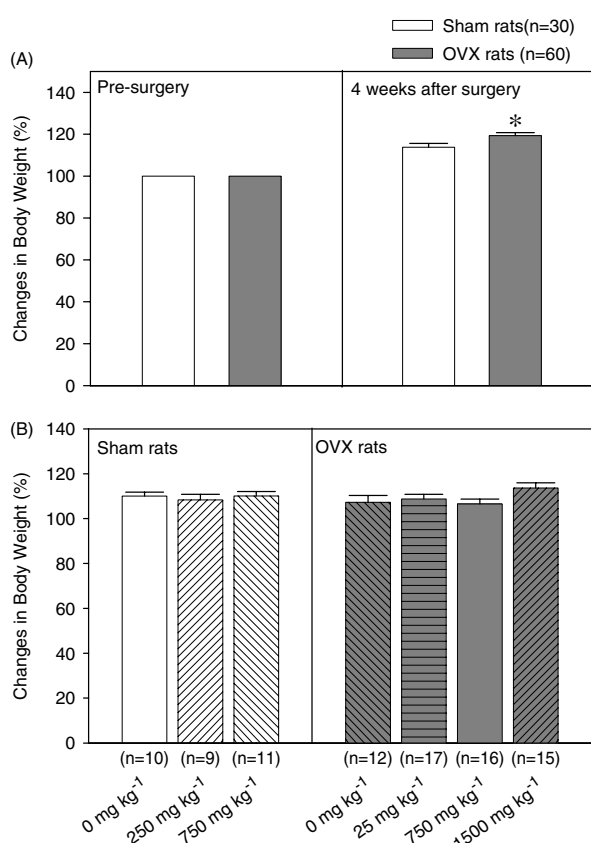 Sham rats(n=30)
OVX rats (n=60)
(A)
Pre-surgery
4 weeks after surgery
*
Changes in Body Weight (%)
140
120
100
80
60
40
20
0
(B)
Sham rats
OVX rats
Changes in Body Weight (%)
140
120
100
80
60
40
20
0
(n=10) (n=9) (n=11) (n=12) (n=17) (n=16) (n=15)
0 mg kg⁻¹
250 mg kg⁻¹
750 mg kg⁻¹
0 mg kg⁻¹
25 mg kg⁻¹
750 mg kg⁻¹
1500 mg kg⁻¹